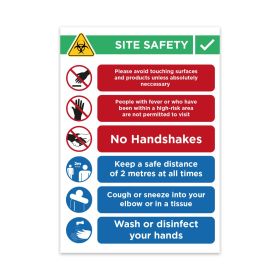 SITE SAFETY
Please avoid touching surfaces
and products unless absolutely
neccessary
People with fever or who have
been within a high-risk area
are not permitted to visit
No Handshakes
Keep a safe distance
of 2 metres at all times
Cough or sneeze into your
elbow or in a tissue
Wash or disinfect
your hands